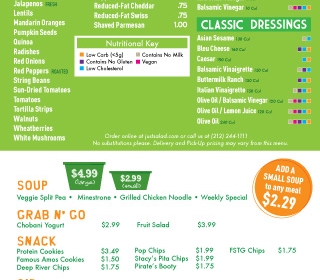 Jalapenos FRESH
Lentils
Mandarin Oranges
Pumpkin Seeds
Quinoa
Radishes
Red Onions
Red Peppers ROASTED
String Beans
Sun-Dried Tomatoes
Tomatoes
Tortilla Strips
Walnuts
Wheatberries
White Mushrooms
Reduced-Fat Cheddar .75
Reduced-Fat Swiss .75
Shaved Parmesan 1.00
Nutritional Key
Low Carb (<5g)
Contains No Milk
Contains No Gluten
Vegan
Low Cholesterol
Balsamic Vinegar
CLASSIC DRESSINGS
Asian Sesame
Bleu Cheese
Caesar
Balsamic Vinaigrette
Buttermilk Ranch
Italian Vinaigrette
Olive Oil / Balsamic Vinegar
Olive Oil / Lemon Juice
Olive Oil
Order online at justsalad.com or call us at (212) 244-1111
No substitutions please. Delivery and Pick-Up pricing may vary from this menu.
SOUP
$4.99
(large)
$2.99
(small)
ADD A
SMALL SOUP
to any meal
$2.29
Veggie Split Pea • Minestrone • Grilled Chicken Noodle • Weekly Special
GRAB N' GO
Chobani Yogurt $2.99 Fruit Salad $3.99
SNACK
Protein Cookies $3.49 Pop Chips $1.99 FSTG Chips $1.75
Famous Amos Cookies $1.50 Stacy's Pita Chips $1.99
Deep River Chips $1.75 Pirate's Booty $1.75